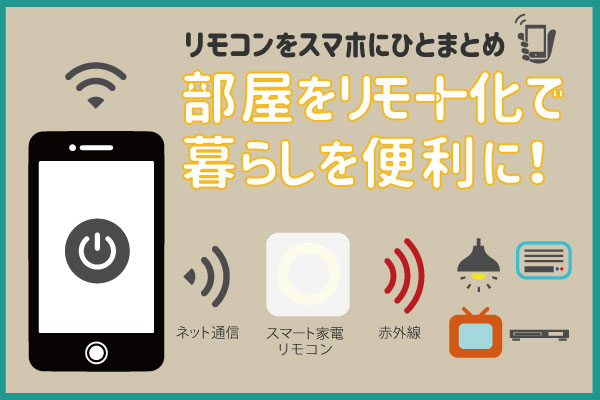 リモコンをスマホにひとまとめ
部屋をリモート化で
暮らしを便利に!
ネット通信
スマート家電
リモコン
赤外線